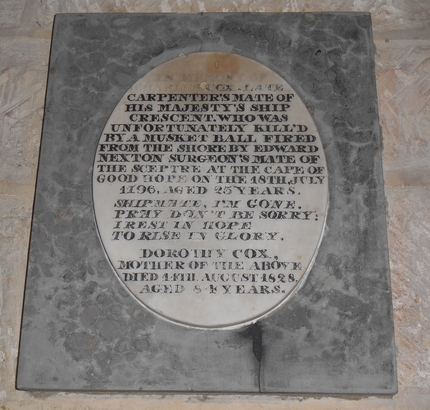 COX, LATE
CARPENTER'S MATE OF
HIS MAJESTY'S SHIP
CRESCENT, WHO WAS
UNFORTUNATELY KILL'D
BY A MUSKET BALL FIRED
FROM THE SHORE BY EDWARD
NEXTON SURGEON'S MATE OF
THE SCEPTRE AT THE CAPE OF
GOOD HOPE ON THE 18TH, JULY
1796, AGED 25 YEARS.
SHIPMATE, I'M GONE,
PRAY DON'T BE SORRY;
I REST IN HOPE
TO RISE IN GLORY.
DOROTHY COX,
MOTHER OF THE ABOVE
DIED 14TH, AUGUST 1828,
AGED 84 YEARS.